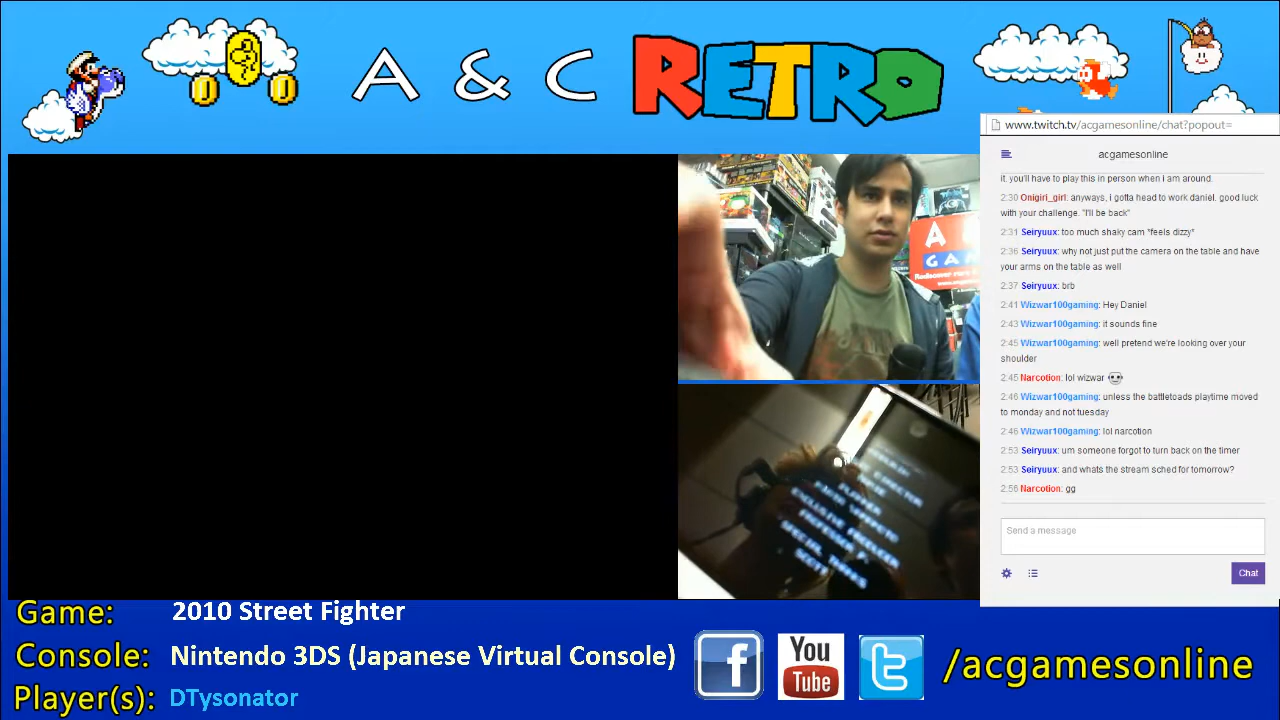 A & C RETRO
www.twitch.tv/acgamesonline/chat?popout=
acgamesonline
it. you'll have to play this in person when i am around.
2:30 Onigiri_girl: anyways, i gotta head to work daniel. good luck
with your challenge. "I'll be back"
2:31 Seiryuux: too much shaky cam *feels dizzy*
2:36 Seiryuux: why not just put the camera on the table and have
your arms on the table as well
2:37 Seiryuux: brb
2:41 Wizwar100gaming: Hey Daniel
2:43 Wizwar100gaming: it sounds fine
2:45 Wizwar100gaming: well pretend we're looking over your
shoulder
2:45 Narcotion: lol wizwar
2:46 Wizwar100gaming: unless the battletoads playtime moved
to monday and not tuesday
2:46 Wizwar100gaming: lol narcotion
2:53 Seiryuux: um someone forgot to turn back on the timer
2:53 Seiryuux: and whats the stream sched for tomorrow?
2:56 Narcotion: gg
Send a message
Chat
A
GA
EXCLUSIVE PRODUCER
PROFESSOR P.
SPECIAL THANKS
SCOTT
Game: 2010 Street Fighter
Console: Nintendo 3DS (Japanese Virtual Console)
Player(s): DTysonator
f
You
Tube
t
/acgamesonline